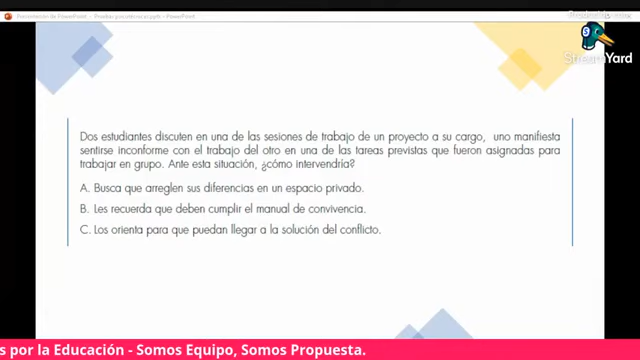 StreamYard
Dos estudiantes discuten en una de las sesiones de trabajo de un proyecto a su cargo, uno manifiesta
sentirse inconforme con el trabajo del otro en una de las tareas previstas que fueron asignadas para
trabajar en grupo. Ante esta situación, ¿cómo intervendría?
A. Busca que arreglen sus diferencias en un espacio privado.
B. Les recuerda que deben cumplir el manual de convivencia.
C. Los orienta para que puedan llegar a la solución del conflicto.
s por la Educación - Somos Equipo, Somos Propuesta.